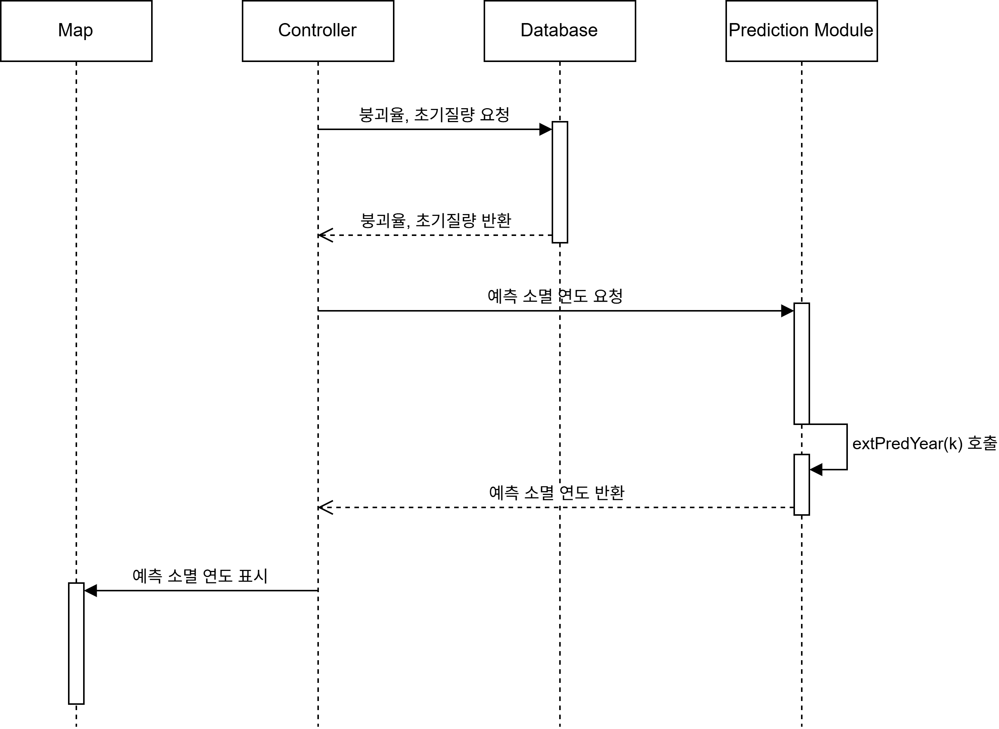 Map
Controller
Database
Prediction Module
붕괴율, 초기질량 요청
붕괴율, 초기질량 반환
예측 소멸 연도 요청
extPredYear(k) 호출
예측 소멸 연도 반환
예측 소멸 연도 표시